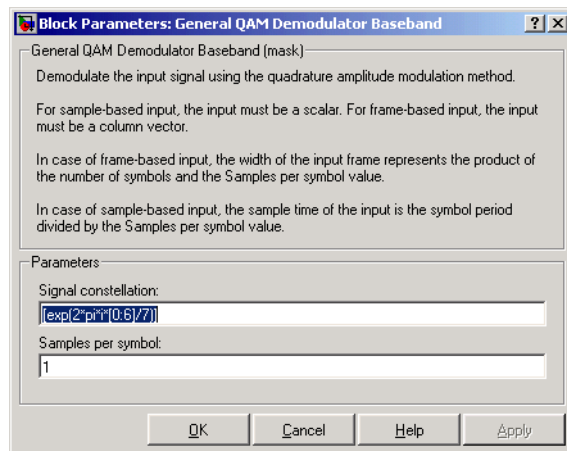 Block Parameters: General QAM Demodulator Baseband
General QAM Demodulator Baseband (mask)
Demodulate the input signal using the quadrature amplitude modulation method.
For sample-based input, the input must be a scalar. For frame-based input, the input
must be a column vector.
In case of frame-based input, the width of the input frame represents the product of
the number of symbols and the Samples per symbol value.
In case of sample-based input, the sample time of the input is the symbol period
divided by the Samples per symbol value.
Parameters
Signal constellation:
[exp(2*pi*i*[0:6]/7)]
Samples per symbol:
1
OK Cancel Help Apply